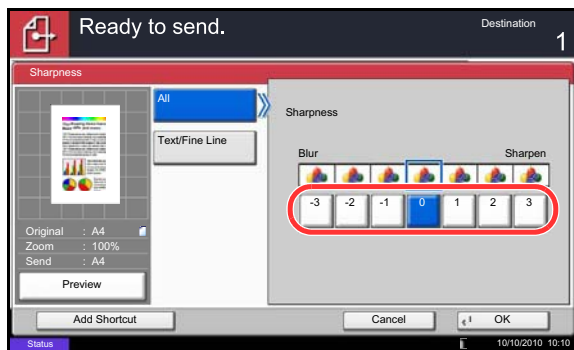 Ready to send.
Destination
1
Sharpness
All
Text/Fine Line
Sharpness
Blur
Sharpen
-3 -2 -1 0 1 2 3
Original : A4
Zoom : 100%
Send : A4
Preview
Add Shortcut
Cancel
OK
Status
10/10/2010 10:10